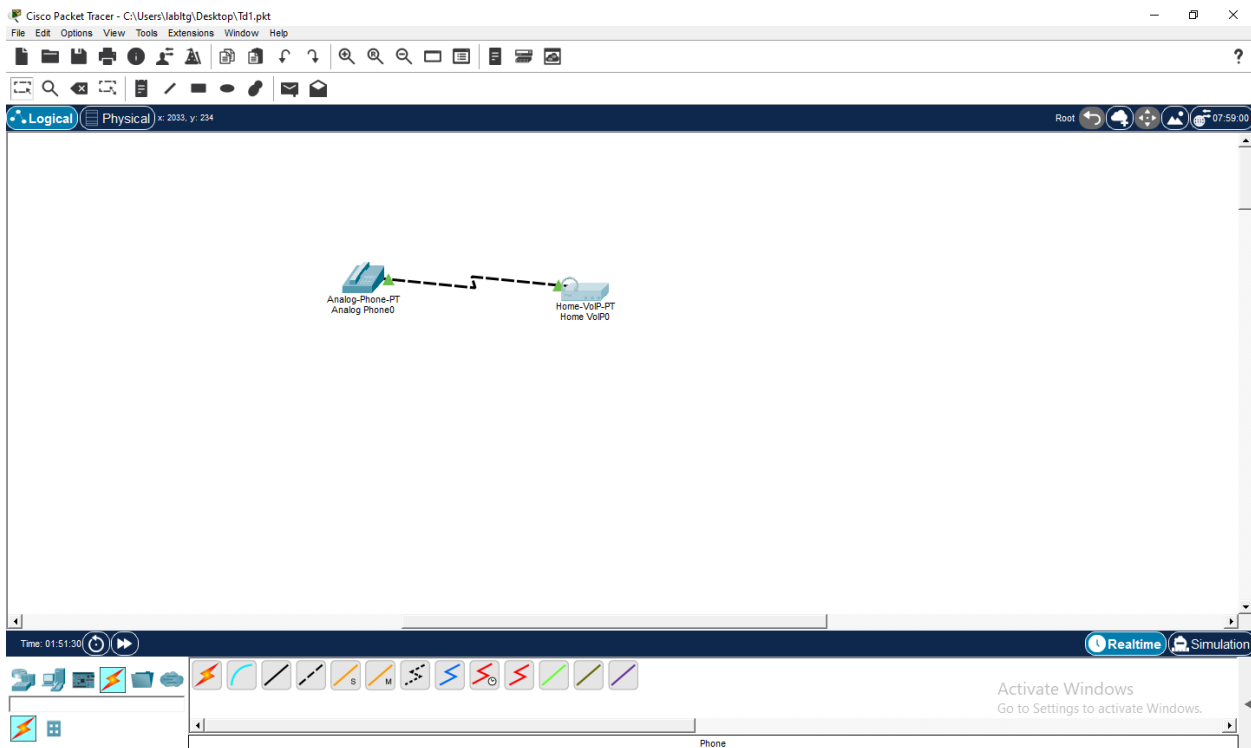 Cisco Packet Tracer - C:\Users\labltg\Desktop\Td1.pkt
File Edit Options View Tools Extensions Window Help
?
Logical Physical x: 2033, y: 234 Root 07:59:00
Analog-Phone-PT
Analog Phone0
Home-VoIP-PT
Home VoIP0
Time: 01:51:30 Realtime Simulation
S M
Activate Windows
Go to Settings to activate Windows.
Phone